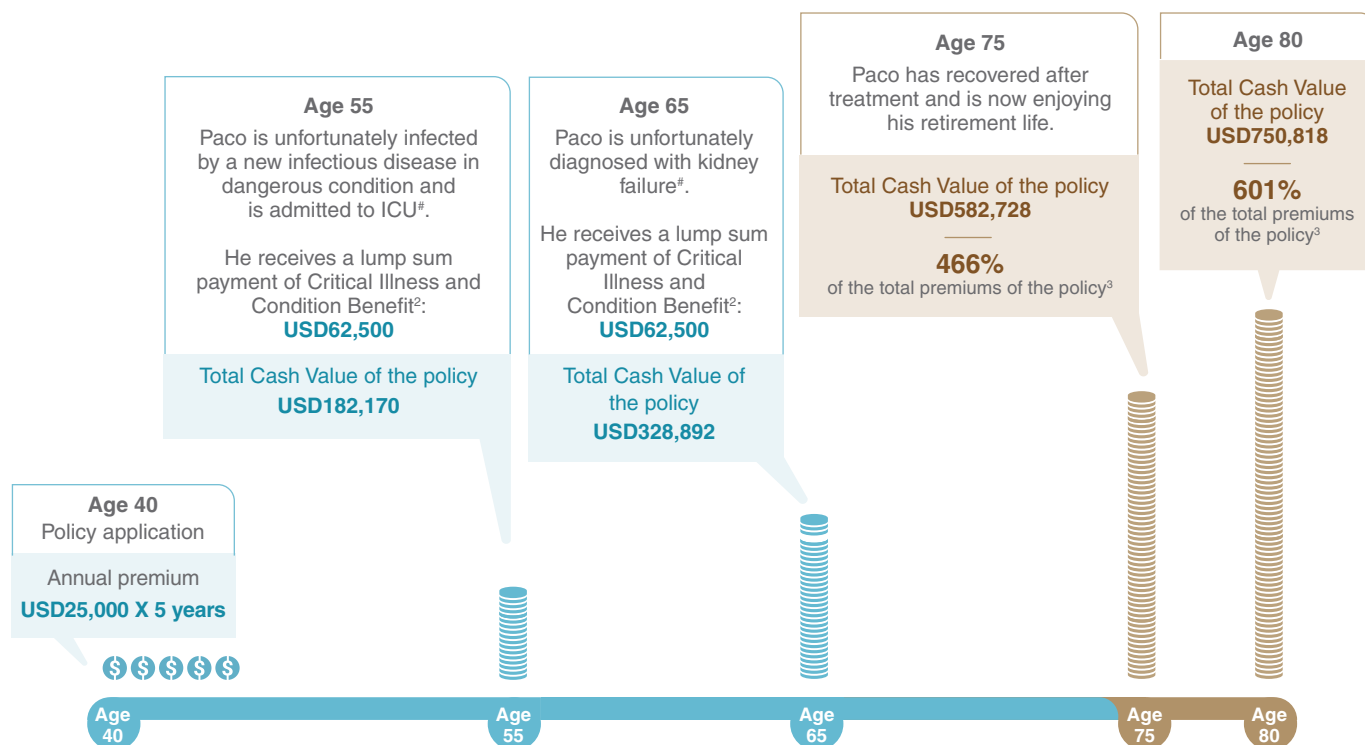 Age 40
Policy application
Annual premium
USD25,000 X 5 years
Age 55
Paco is unfortunately infected
by a new infectious disease in
dangerous condition and
is admitted to ICU#.
He receives a lump sum
payment of Critical Illness and
Condition Benefit²:
USD62,500
Total Cash Value of the policy
USD182,170
Age 65
Paco is unfortunately
diagnosed with kidney
failure#.
He receives a lump sum
payment of Critical
Illness and
Condition Benefit²:
USD62,500
Total Cash Value of
the policy
USD328,892
Age 75
Paco has recovered after
treatment and is now enjoying
his retirement life.
Total Cash Value of the policy
USD582,728
466%
of the total premiums of the policy³
Age 80
Total Cash Value
of the policy
USD750,818
601%
of the total premiums
of the policy³
$ $ $ $ $
Age
40
Age
55
Age
65
Age
75
Age
80